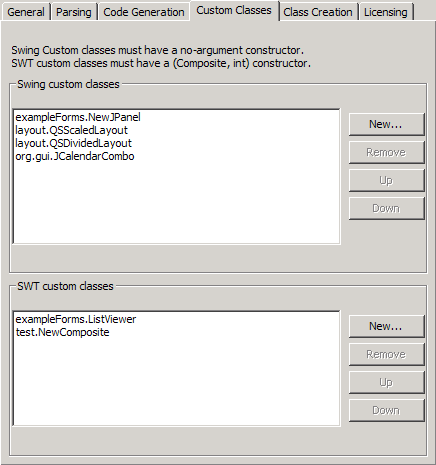 General Parsing Code Generation Custom Classes Class Creation Licensing
Swing Custom classes must have a no-argument constructor.
SWT custom classes must have a (Composite, int) constructor.
Swing custom classes
exampleForms.NewJPanel
layout.QSScaledLayout
layout.QSDividedLayout
org.gui.JCalendarCombo
New...
Remove
Up
Down
SWT custom classes
exampleForms.ListViewer
test.NewComposite
New...
Remove
Up
Down